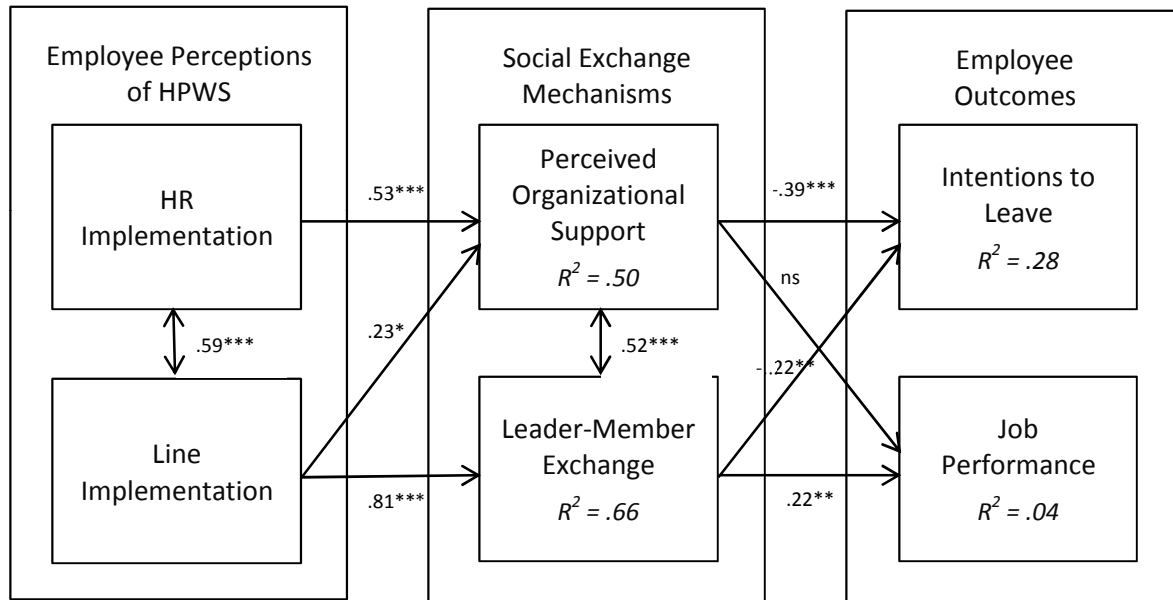 Employee Perceptions
of HPWS
HR
Implementation
.59***
Line
Implementation
.53***
.23*
.81***
Social Exchange
Mechanisms
Perceived
Organizational
Support
R² = .50
.52***
Leader-Member
Exchange
R² = .66
-.39***
ns
-.22**
.22**
Employee
Outcomes
Intentions to
Leave
R² = .28
Job
Performance
R² = .04